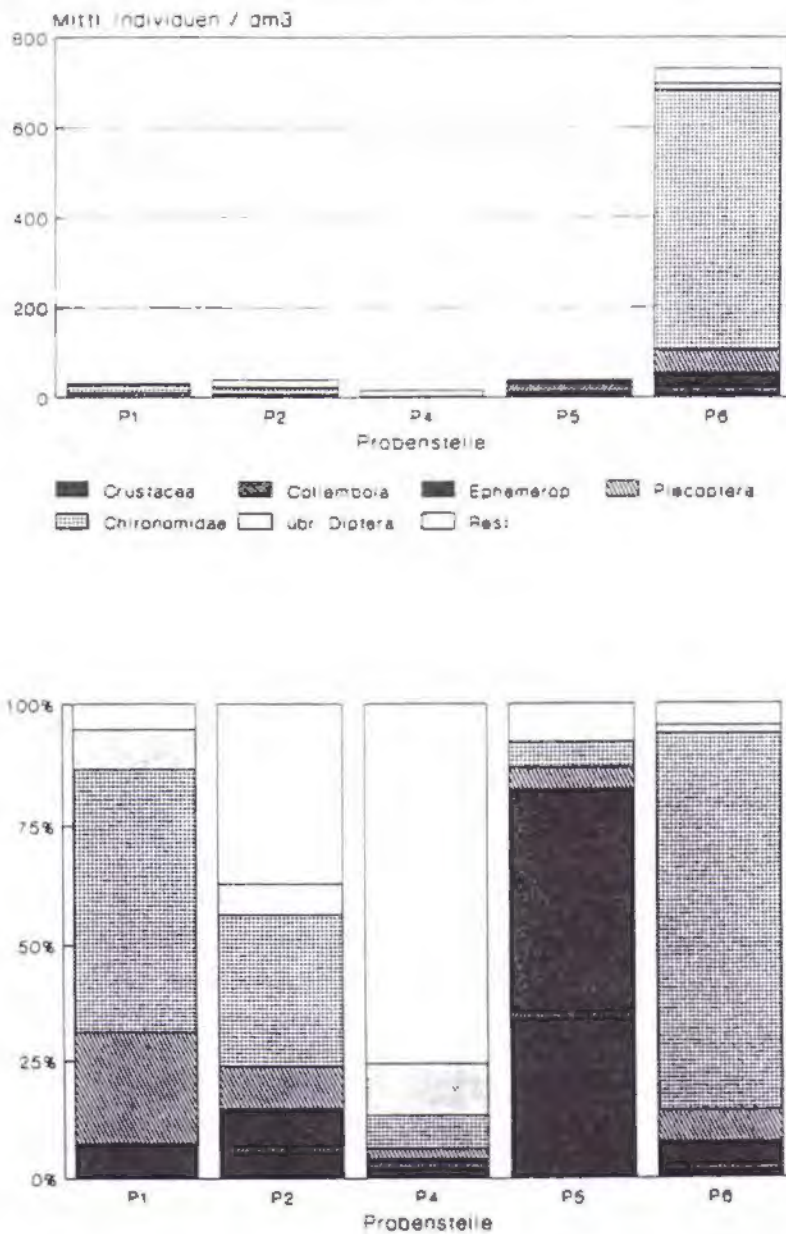 Mittl Individuen / dm3
800
600
400
200
0
P1 P2 P4 P5 P6
Probenstelle
Crustacea Collembola Ephemerop Plecoptera
Chironomidae übr Diptera Rest
100%
75%
50%
25%
0%
P1 P2 P4 P5 P6
Probenstelle